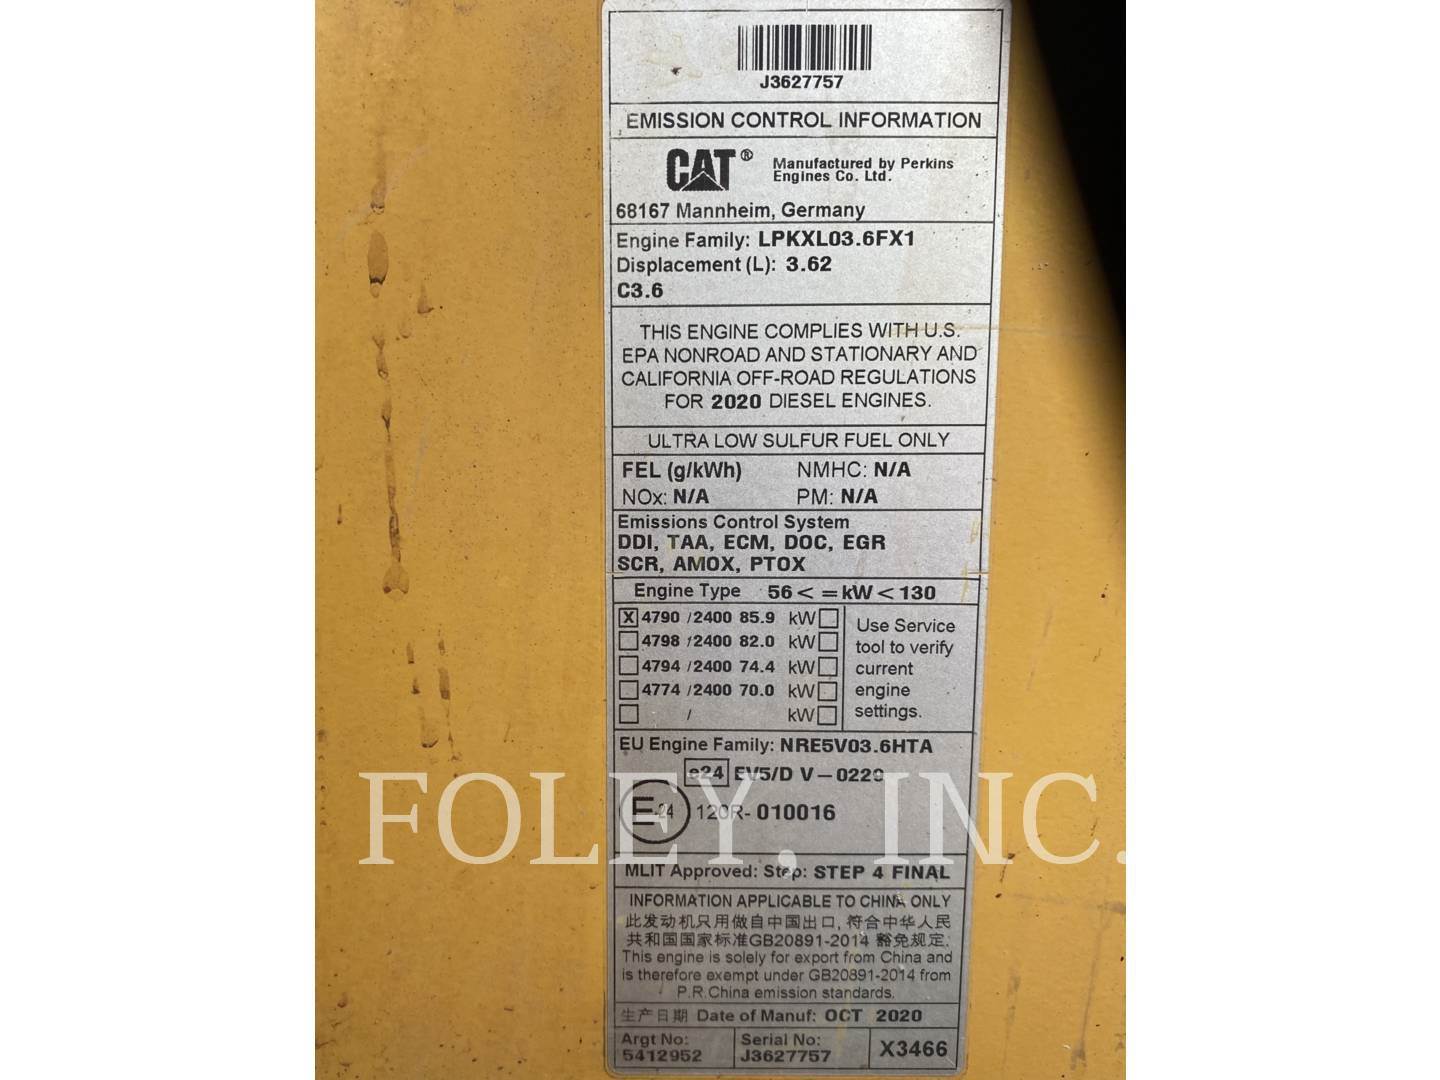 J3627757
EMISSION CONTROL INFORMATION
CAT® Manufactured by Perkins
Engines Co. Ltd.
68167 Mannheim, Germany
Engine Family: LPKXL03.6FX1
Displacement (L): 3.62
C3.6
THIS ENGINE COMPLIES WITH U.S.
EPA NONROAD AND STATIONARY AND
CALIFORNIA OFF-ROAD REGULATIONS
FOR 2020 DIESEL ENGINES.
ULTRA LOW SULFUR FUEL ONLY
FEL (g/kWh) NMHC: N/A
NOx: N/A PM: N/A
Emissions Control System
DDI, TAA, ECM, DOC, EGR
SCR, AMOX, PTOX
Engine Type 56 < = kW < 130
X 4790 / 2400 85.9 kW
4798 / 2400 82.0 kW
4794 / 2400 74.4 kW
4774 / 2400 70.0 kW
/ kW
Use Service
tool to verify
current
engine
settings.
EU Engine Family: NRE5V03.6HTA
e24 EV5/D V-0229
E 24 120R- 010016
FOLEY, INC.
MLIT Approved: Step: STEP 4 FINAL
INFORMATION APPLICABLE TO CHINA ONLY
此发动机只用做自中国出口, 符合中华人民
共和国国家标准GB20891-2014 豁免规定.
This engine is solely for export from China and
is therefore exempt under GB20891-2014 from
P.R.China emission standards.
生产日期 Date of Manuf: OCT 2020
Argt No:
5412952
Serial No:
J3627757
X3466